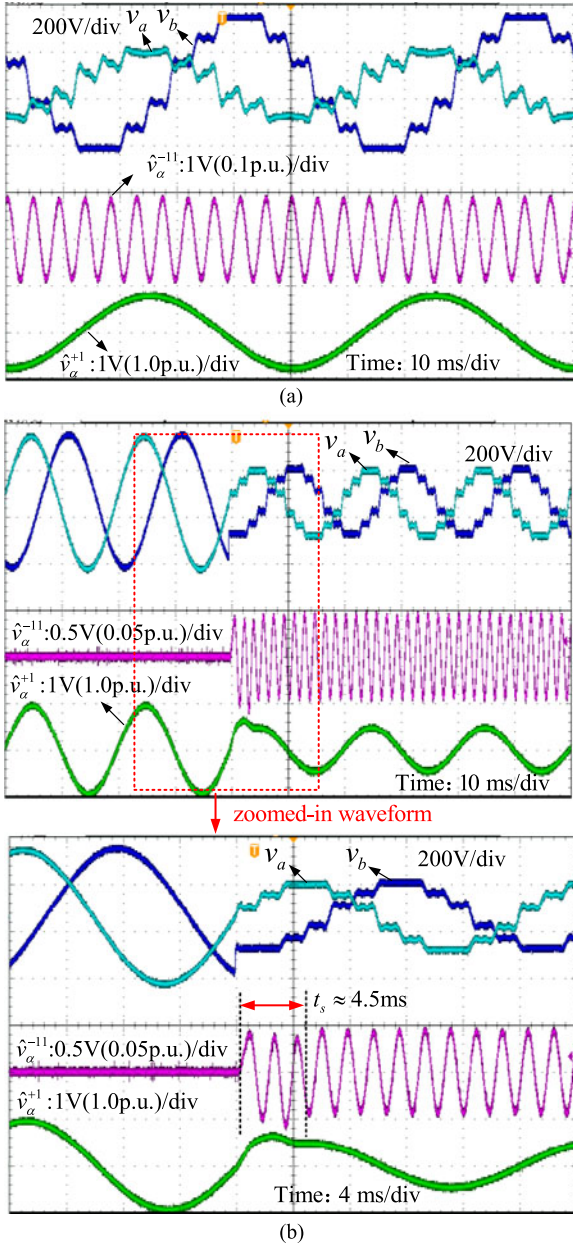 200V/div v_a v_b
v̂_α^{-11}:1V(0.1p.u.)/div
v̂_α^{+1}:1V(1.0p.u.)/div
Time: 10 ms/div
(a)
T
v_a v_b 200V/div
v̂_α^{-11}:0.5V(0.05p.u.)/div
v̂_α^{+1}:1V(1.0p.u.)/div
Time: 10 ms/div
zoomed-in waveform
T
v_a v_b 200V/div
t_s ≈ 4.5ms
v̂_α^{-11}:0.5V(0.05p.u.)/div
v̂_α^{+1}:1V(1.0p.u.)/div
Time: 4 ms/div
(b)